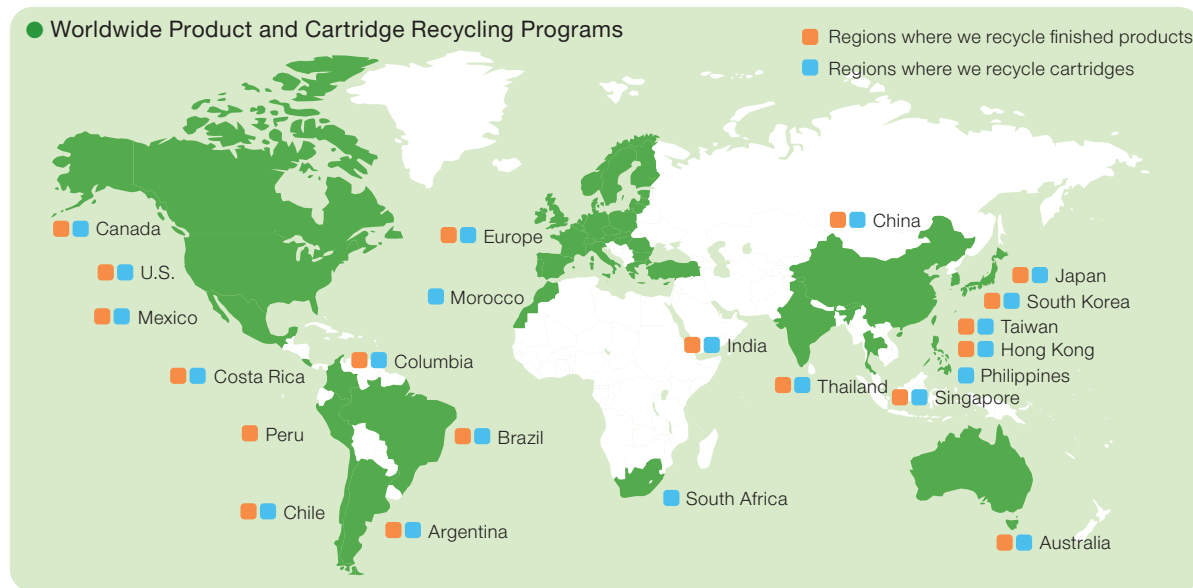 Worldwide Product and Cartridge Recycling Programs
Regions where we recycle finished products
Regions where we recycle cartridges
Canada
U.S.
Mexico
Costa Rica
Columbia
Peru
Brazil
Chile
Argentina
Europe
Morocco
South Africa
India
China
Japan
South Korea
Taiwan
Hong Kong
Philippines
Thailand
Singapore
Australia